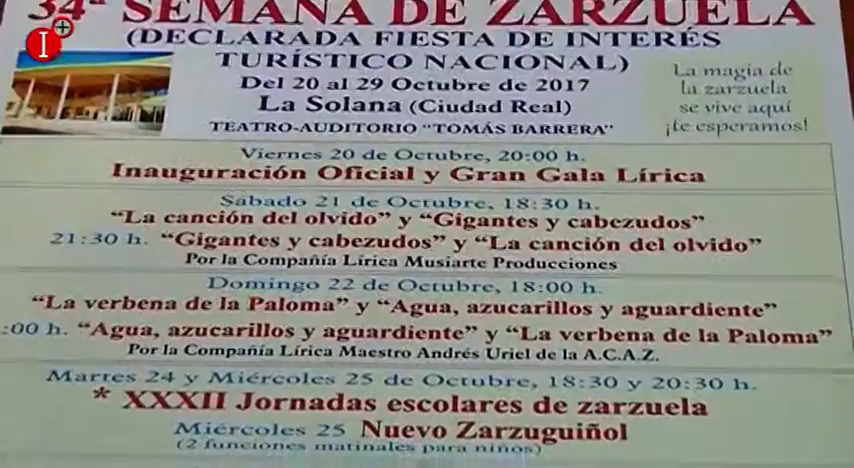 34ª SEMANA DE ZARZUELA
(DECLARADA FIESTA DE INTERÉS
TURÍSTICO NACIONAL)
Del 20 al 29 Octubre de 2017
La Solana (Ciudad Real)
TEATRO-AUDITORIO "TOMÁS BARRERA"
La magia de
la zarzuela
se vive aquí
¡te esperamos!
Viernes 20 de Octubre, 20:00 h.
Inauguración Oficial y Gran Gala Lírica
Sábado 21 de Octubre, 18:30 h.
"La canción del olvido" y "Gigantes y cabezudos"
21:30 h. "Gigantes y cabezudos" y "La canción del olvido"
Por la Compañía Lírica Musiarte Producciones
Domingo 22 de Octubre, 18:00 h.
"La verbena de la Paloma" y "Agua, azucarillos y aguardiente"
:00 h. "Agua, azucarillos y aguardiente" y "La verbena de la Paloma"
Por la Compañía Lírica Maestro Andrés Uriel de la A.C.A.Z.
Martes 24 y Miércoles 25 de Octubre, 18:30 y 20:30 h.
* XXXII Jornadas escolares de zarzuela
Miércoles 25 Nuevo Zarzuguiñol
(2 funciones matinales para niños)